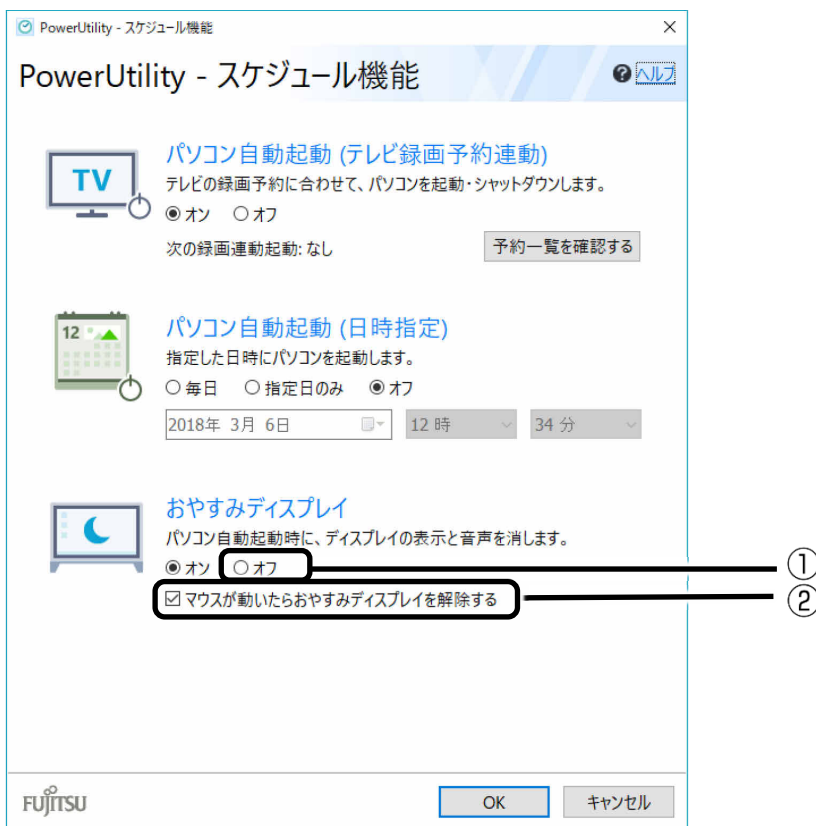 PowerUtility - スケジュール機能
PowerUtility - スケジュール機能
ヘルプ
TV
パソコン自動起動 (テレビ録画予約連動)
テレビの録画予約に合わせて、パソコンを起動・シャットダウンします。
オン オフ
次の録画連動起動: なし 予約一覧を確認する
12
パソコン自動起動 (日時指定)
指定した日時にパソコンを起動します。
毎日 指定日のみ オフ
2018年 3月 6日 12 時 34 分
おやすみディスプレイ
パソコン自動起動時に、ディスプレイの表示と音声を消します。
オン オフ
①
マウスが動いたらおやすみディスプレイを解除する
②
FUJITSU
OK キャンセル